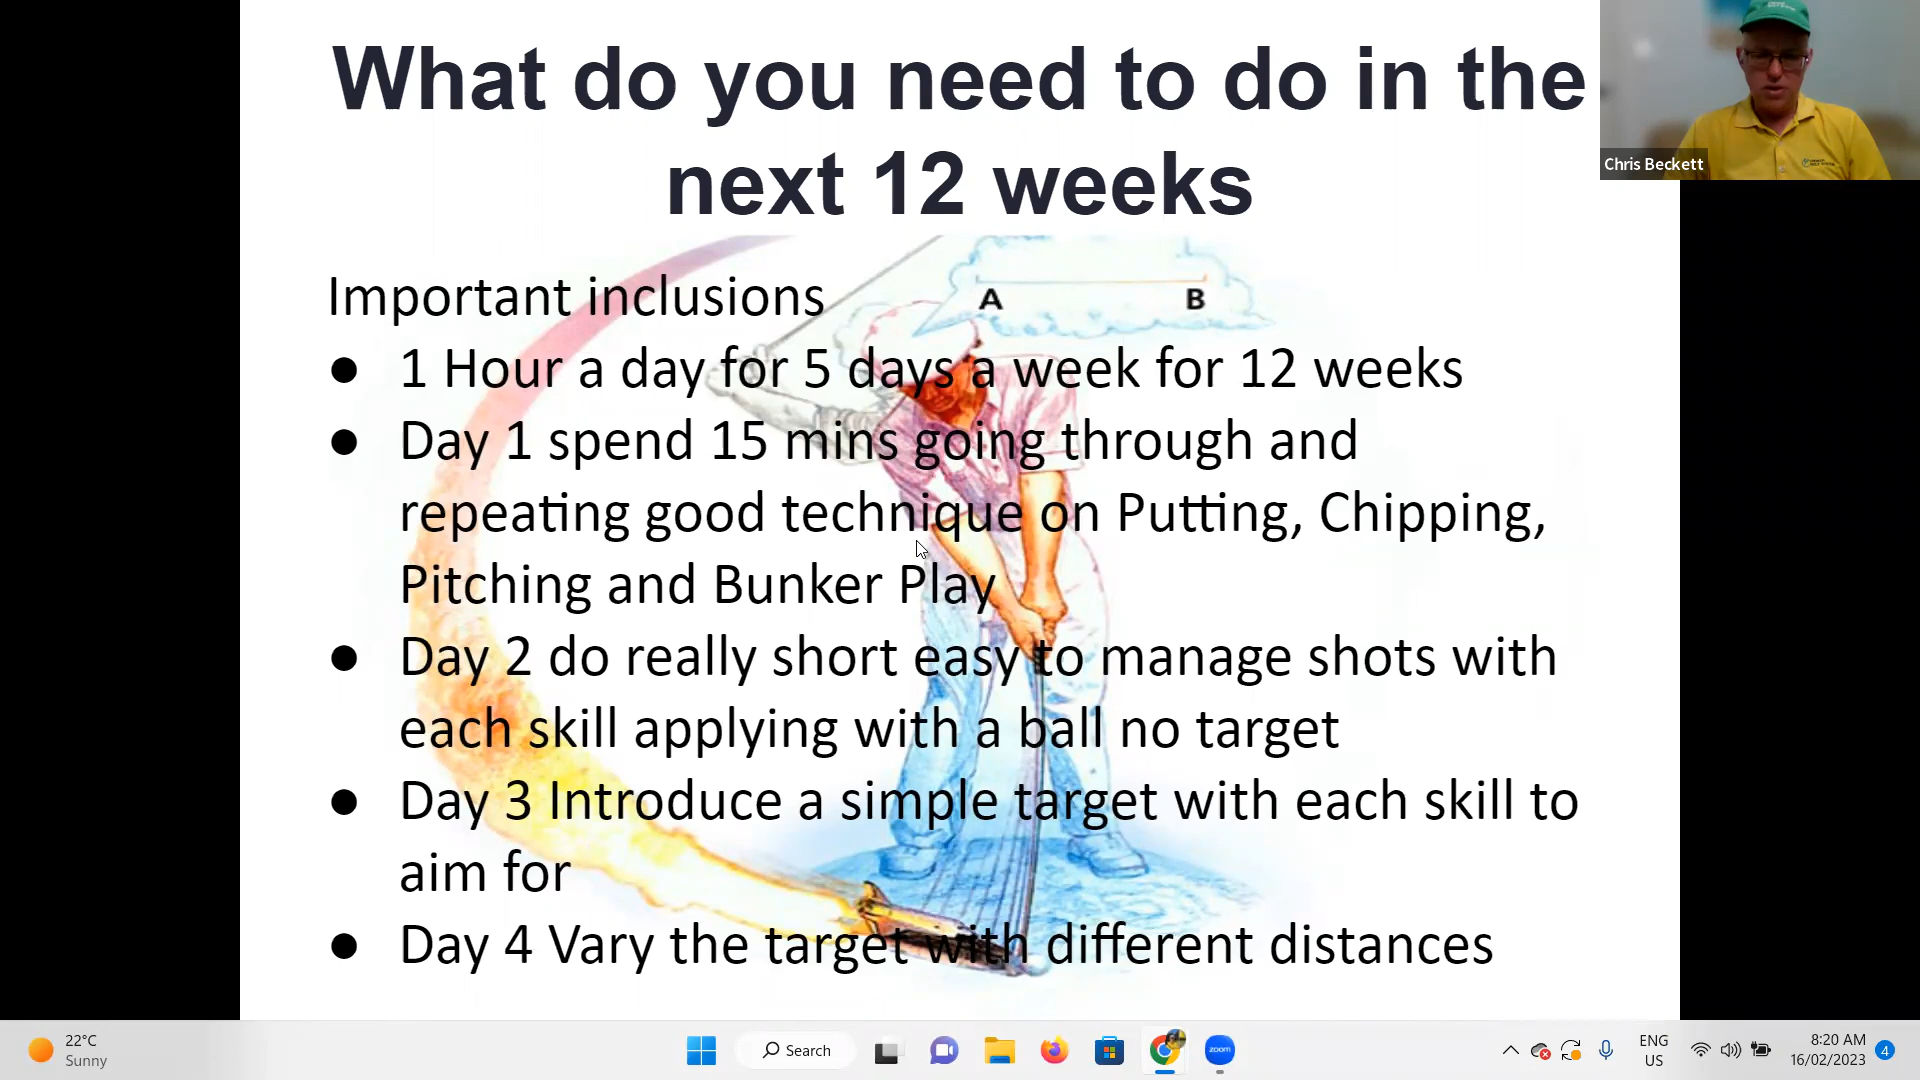 What do you need to do in the
next 12 weeks
Chris Beckett
A B
Important inclusions
● 1 Hour a day for 5 days a week for 12 weeks
● Day 1 spend 15 mins going through and
repeating good technique on Putting, Chipping,
Pitching and Bunker Play
● Day 2 do really short easy to manage shots with
each skill applying with a ball no target
● Day 3 Introduce a simple target with each skill to
aim for
● Day 4 Vary the target with different distances
22°C
Sunny
Search
zoom
ENG
US
8:20 AM
16/02/2023
4